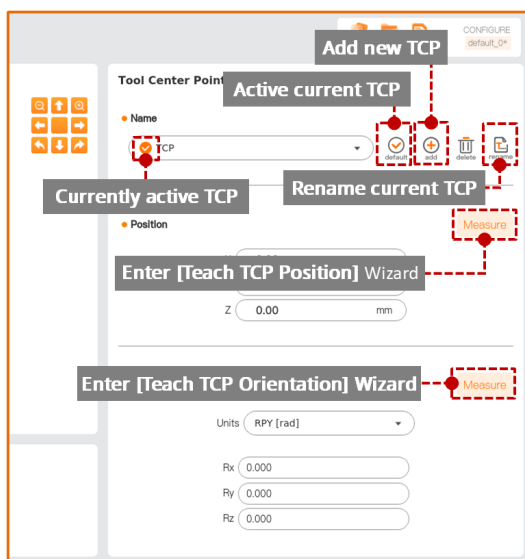 CONFIGURE
default_0*
Add new TCP
Tool Center Point
Active current TCP
Name
TCP
default
add
delete
rename
Currently active TCP
Rename current TCP
Position
Measure
Enter [Teach TCP Position] Wizard
Z 0.00 mm
Enter [Teach TCP Orientation] Wizard
Measure
Units RPY [rad]
Rx 0.000
Ry 0.000
Rz 0.000